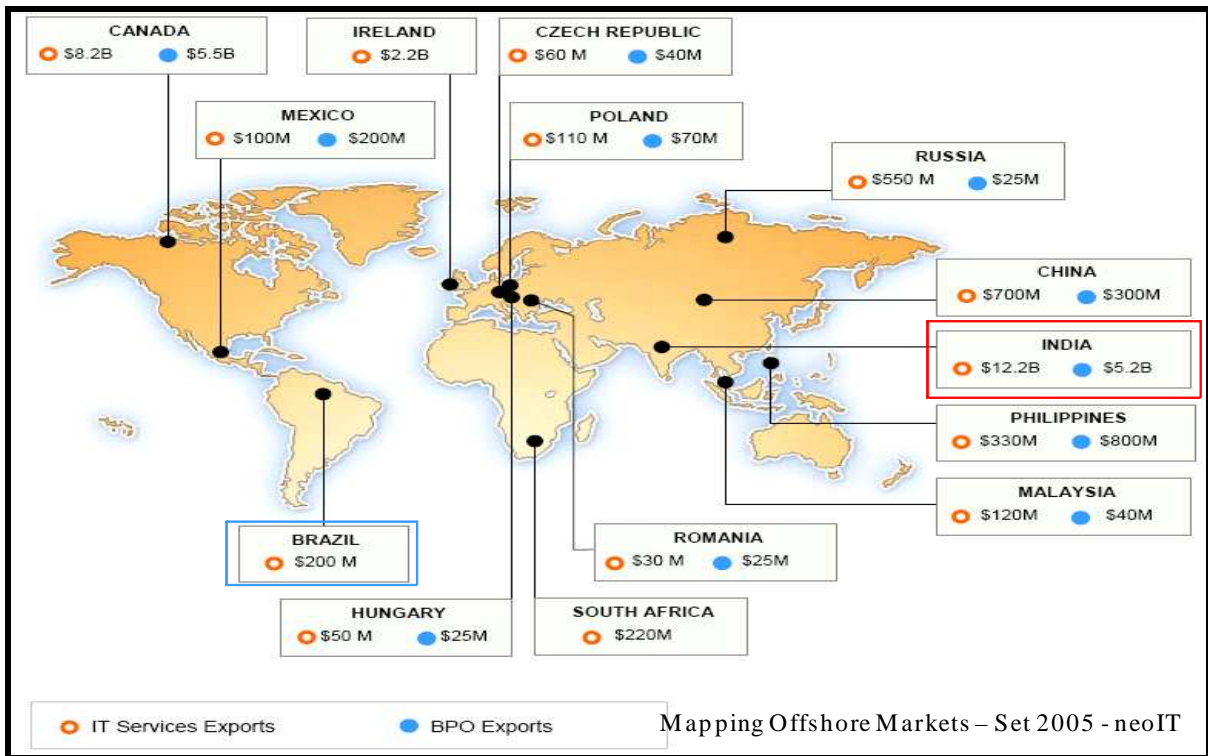 CANADA
$8.2B $5.5B
IRELAND
$2.2B
CZECH REPUBLIC
$60 M $40M
MEXICO
$100M $200M
POLAND
$110 M $70M
RUSSIA
$550 M $25M
CHINA
$700M $300M
INDIA
$12.2B $5.2B
PHILIPPINES
$330M $800M
MALAYSIA
$120M $40M
BRAZIL
$200 M
ROMANIA
$30 M $25M
HUNGARY
$50 M $25M
SOUTH AFRICA
$220M
IT Services Exports BPO Exports
Mapping Offshore Markets – Set 2005 - neoIT